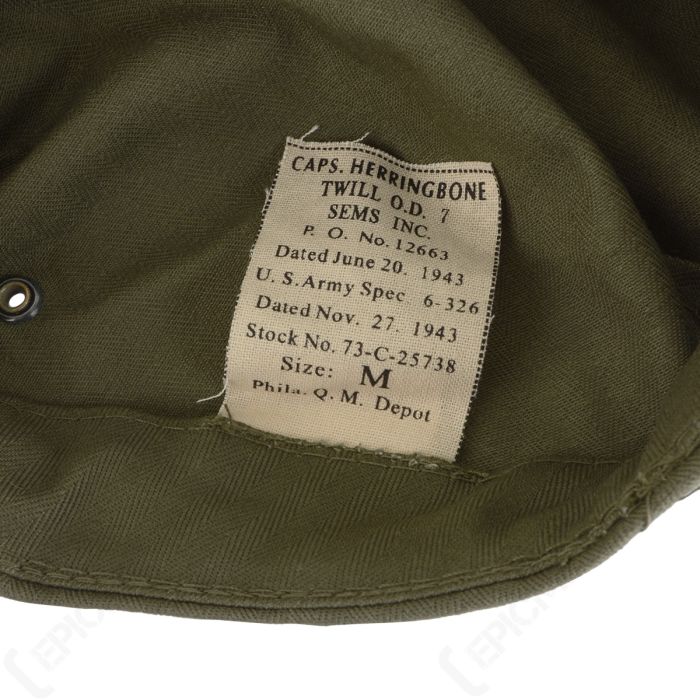 CAPS. HERRINGBONE
TWILL O.D. 7
SEMS INC.
P. O. No. 12663
Dated June 20. 1943
U. S. Army Spec. 6-326
Dated Nov. 27. 1943
Stock No. 73-C-25738
Size: M
Phila. Q. M. Depot